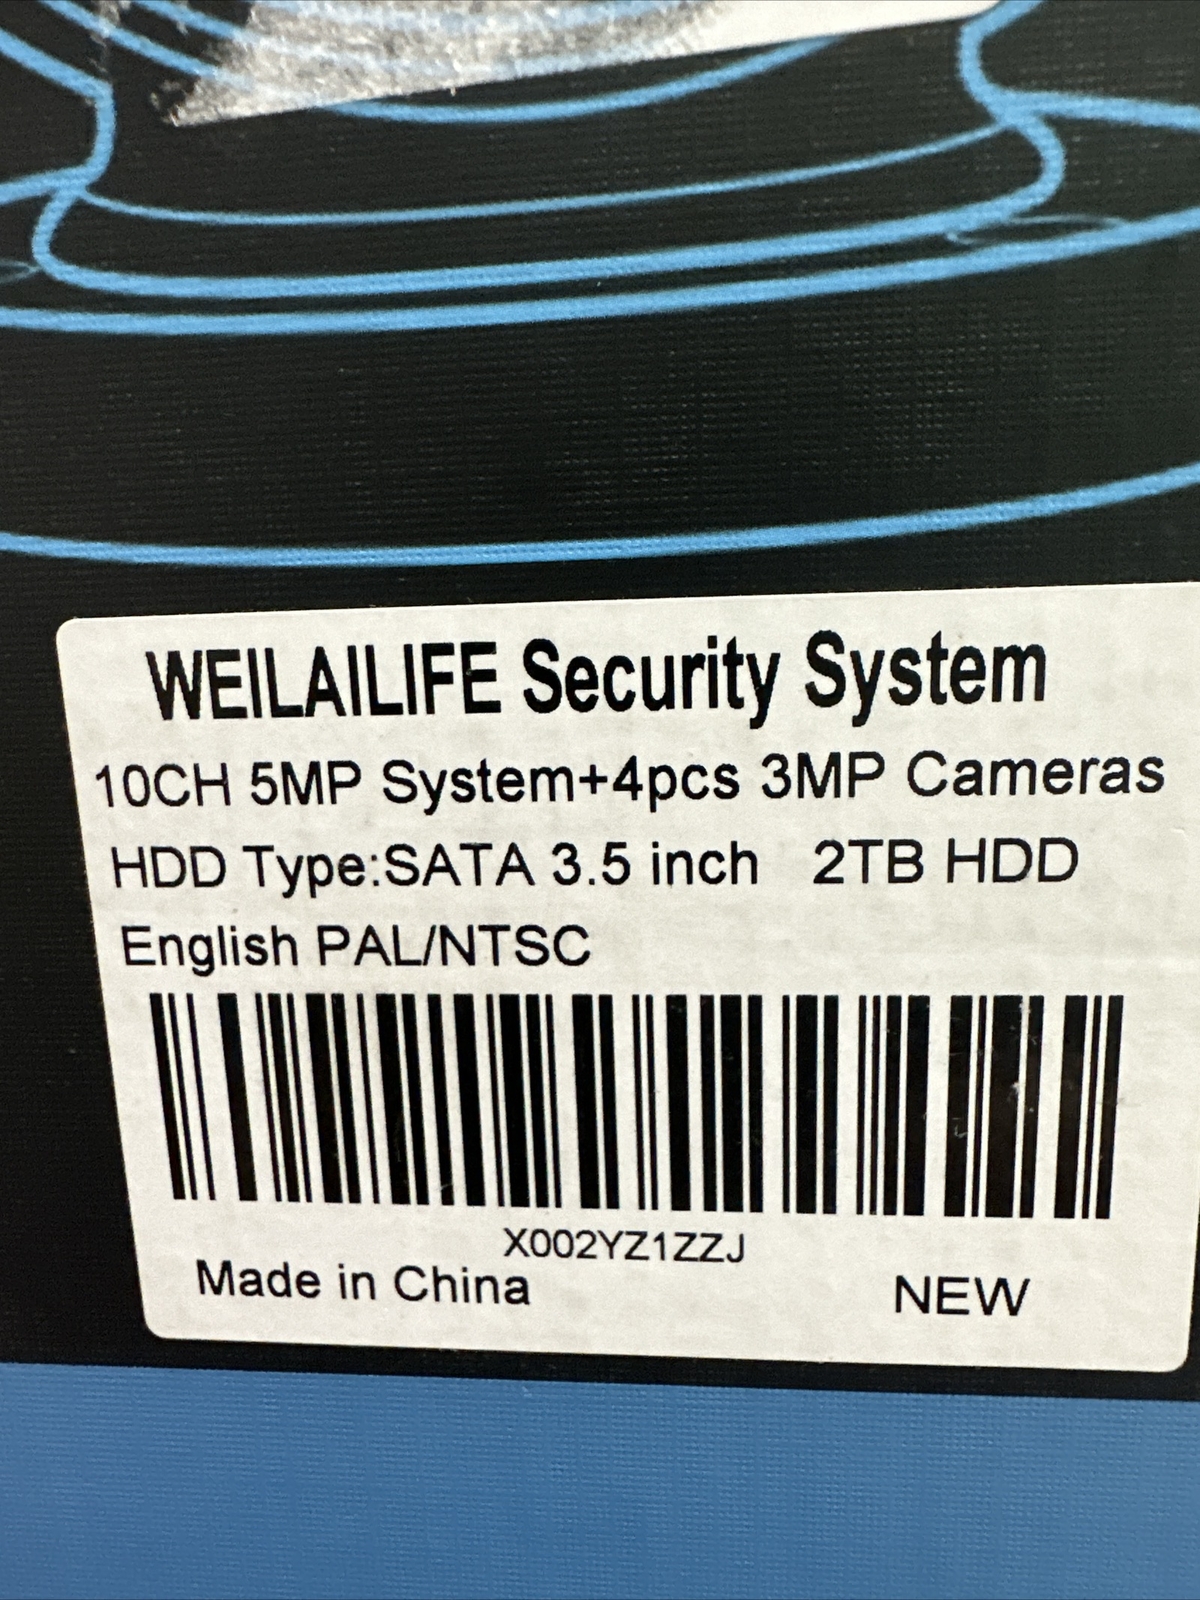 WEILAILIFE Security System
10CH 5MP System+4pcs 3MP Cameras
HDD Type:SATA 3.5 inch 2TB HDD
English PAL/NTSC
X002YZ1ZZJ
Made in China NEW